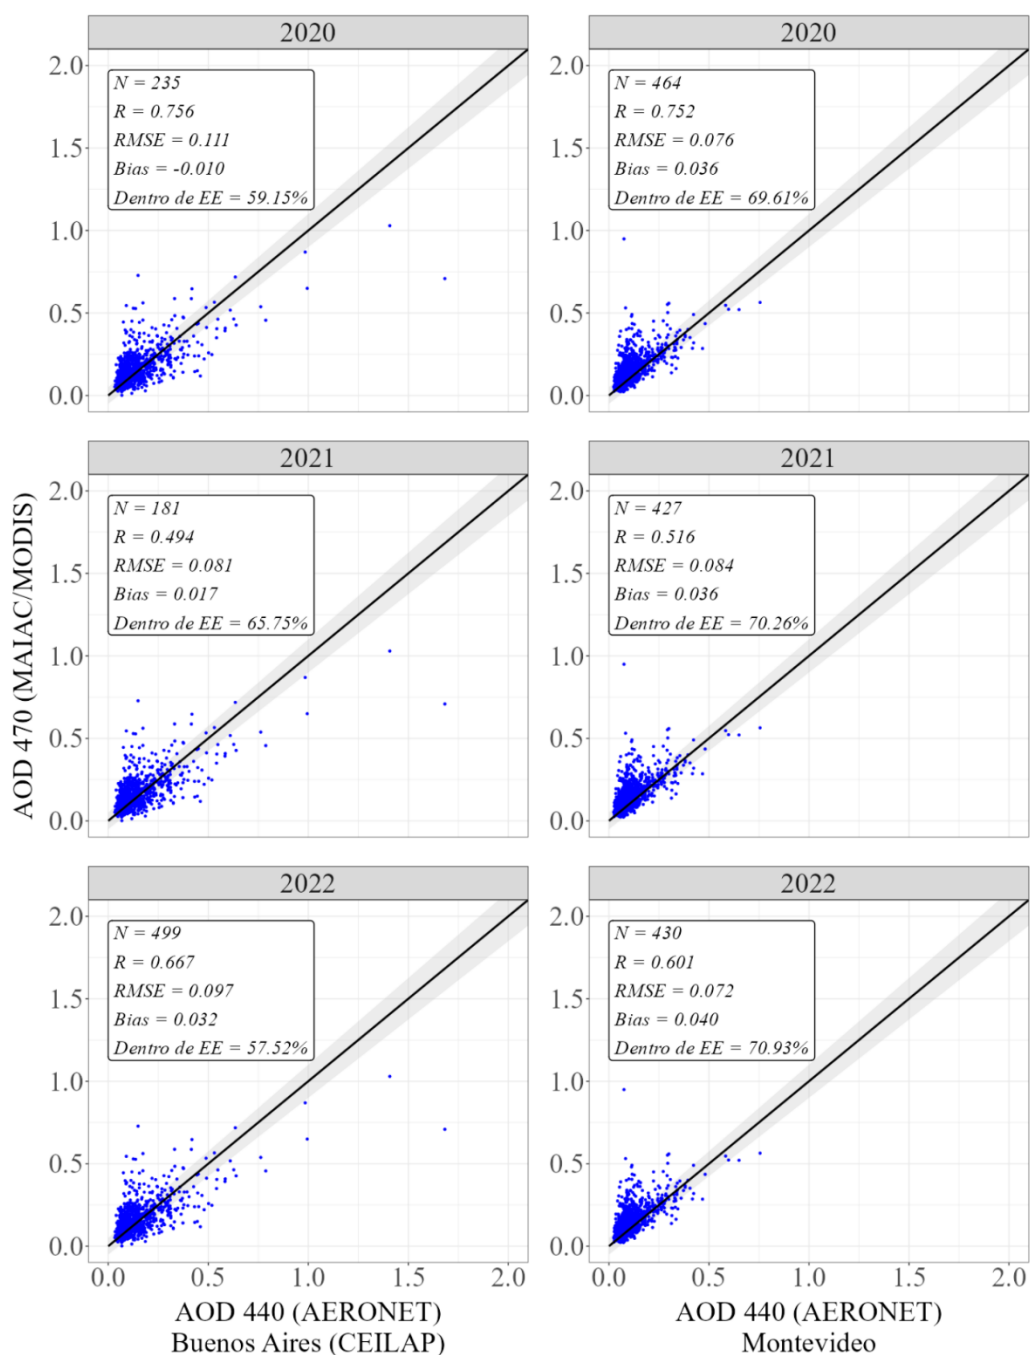 2020
2.0
1.5
1.0
0.5
0.0
N = 235
R = 0.756
RMSE = 0.111
Bias = -0.010
Dentro de EE = 59.15%
2020
N = 464
R = 0.752
RMSE = 0.076
Bias = 0.036
Dentro de EE = 69.61%
2.0
1.5
1.0
0.5
0.0
AOD 470 (MAIAC/MODIS)
2021
2.0
1.5
1.0
0.5
0.0
N = 181
R = 0.494
RMSE = 0.081
Bias = 0.017
Dentro de EE = 65.75%
2021
2.0
1.5
1.0
0.5
0.0
N = 427
R = 0.516
RMSE = 0.084
Bias = 0.036
Dentro de EE = 70.26%
2022
2.0
1.5
1.0
0.5
0.0
N = 499
R = 0.667
RMSE = 0.097
Bias = 0.032
Dentro de EE = 57.52%
2022
2.0
1.5
1.0
0.5
0.0
N = 430
R = 0.601
RMSE = 0.072
Bias = 0.040
Dentro de EE = 70.93%
0.0 0.5 1.0 1.5 2.0
AOD 440 (AERONET)
Buenos Aires (CEILAP)
0.0 0.5 1.0 1.5 2.0
AOD 440 (AERONET)
Montevideo